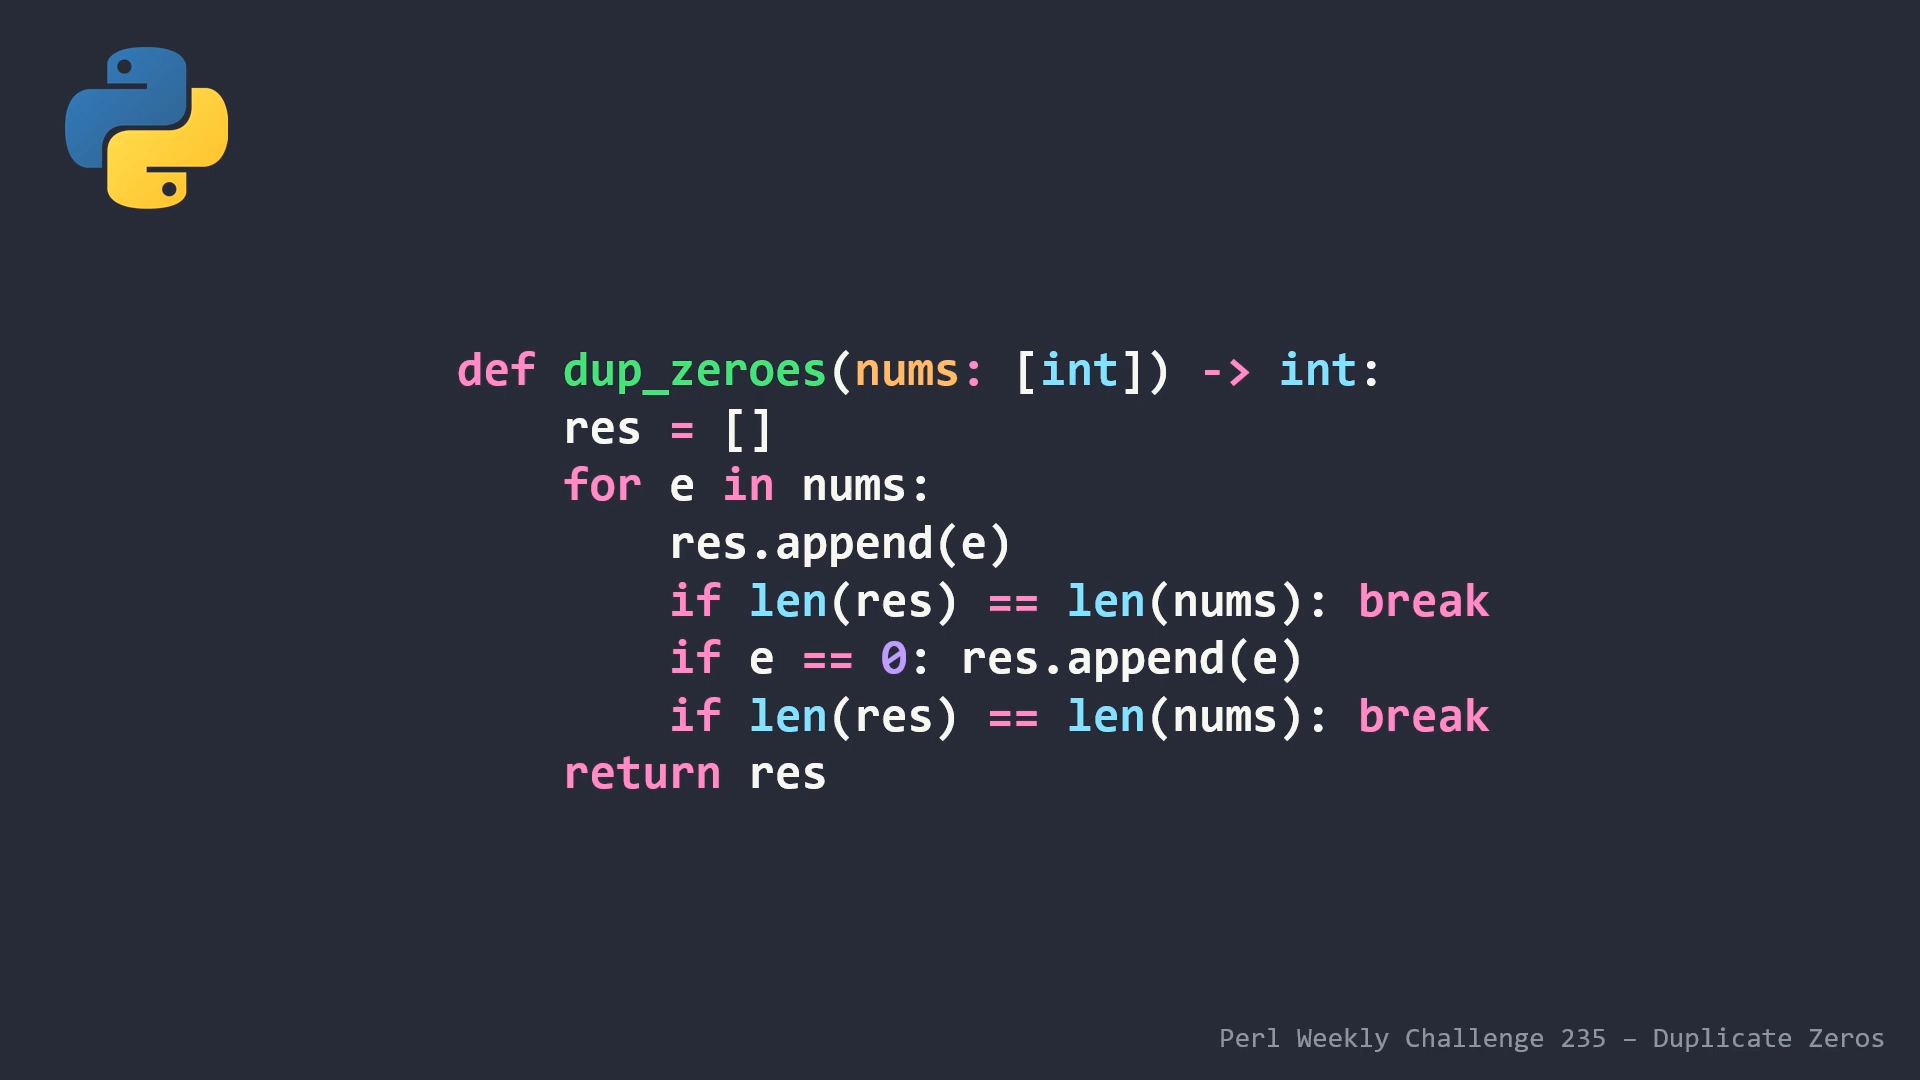 def dup_zeroes(nums: [int]) -> int:
    res = []
    for e in nums:
        res.append(e)
        if len(res) == len(nums): break
        if e == 0: res.append(e)
        if len(res) == len(nums): break
    return res
Perl Weekly Challenge 235 – Duplicate Zeros